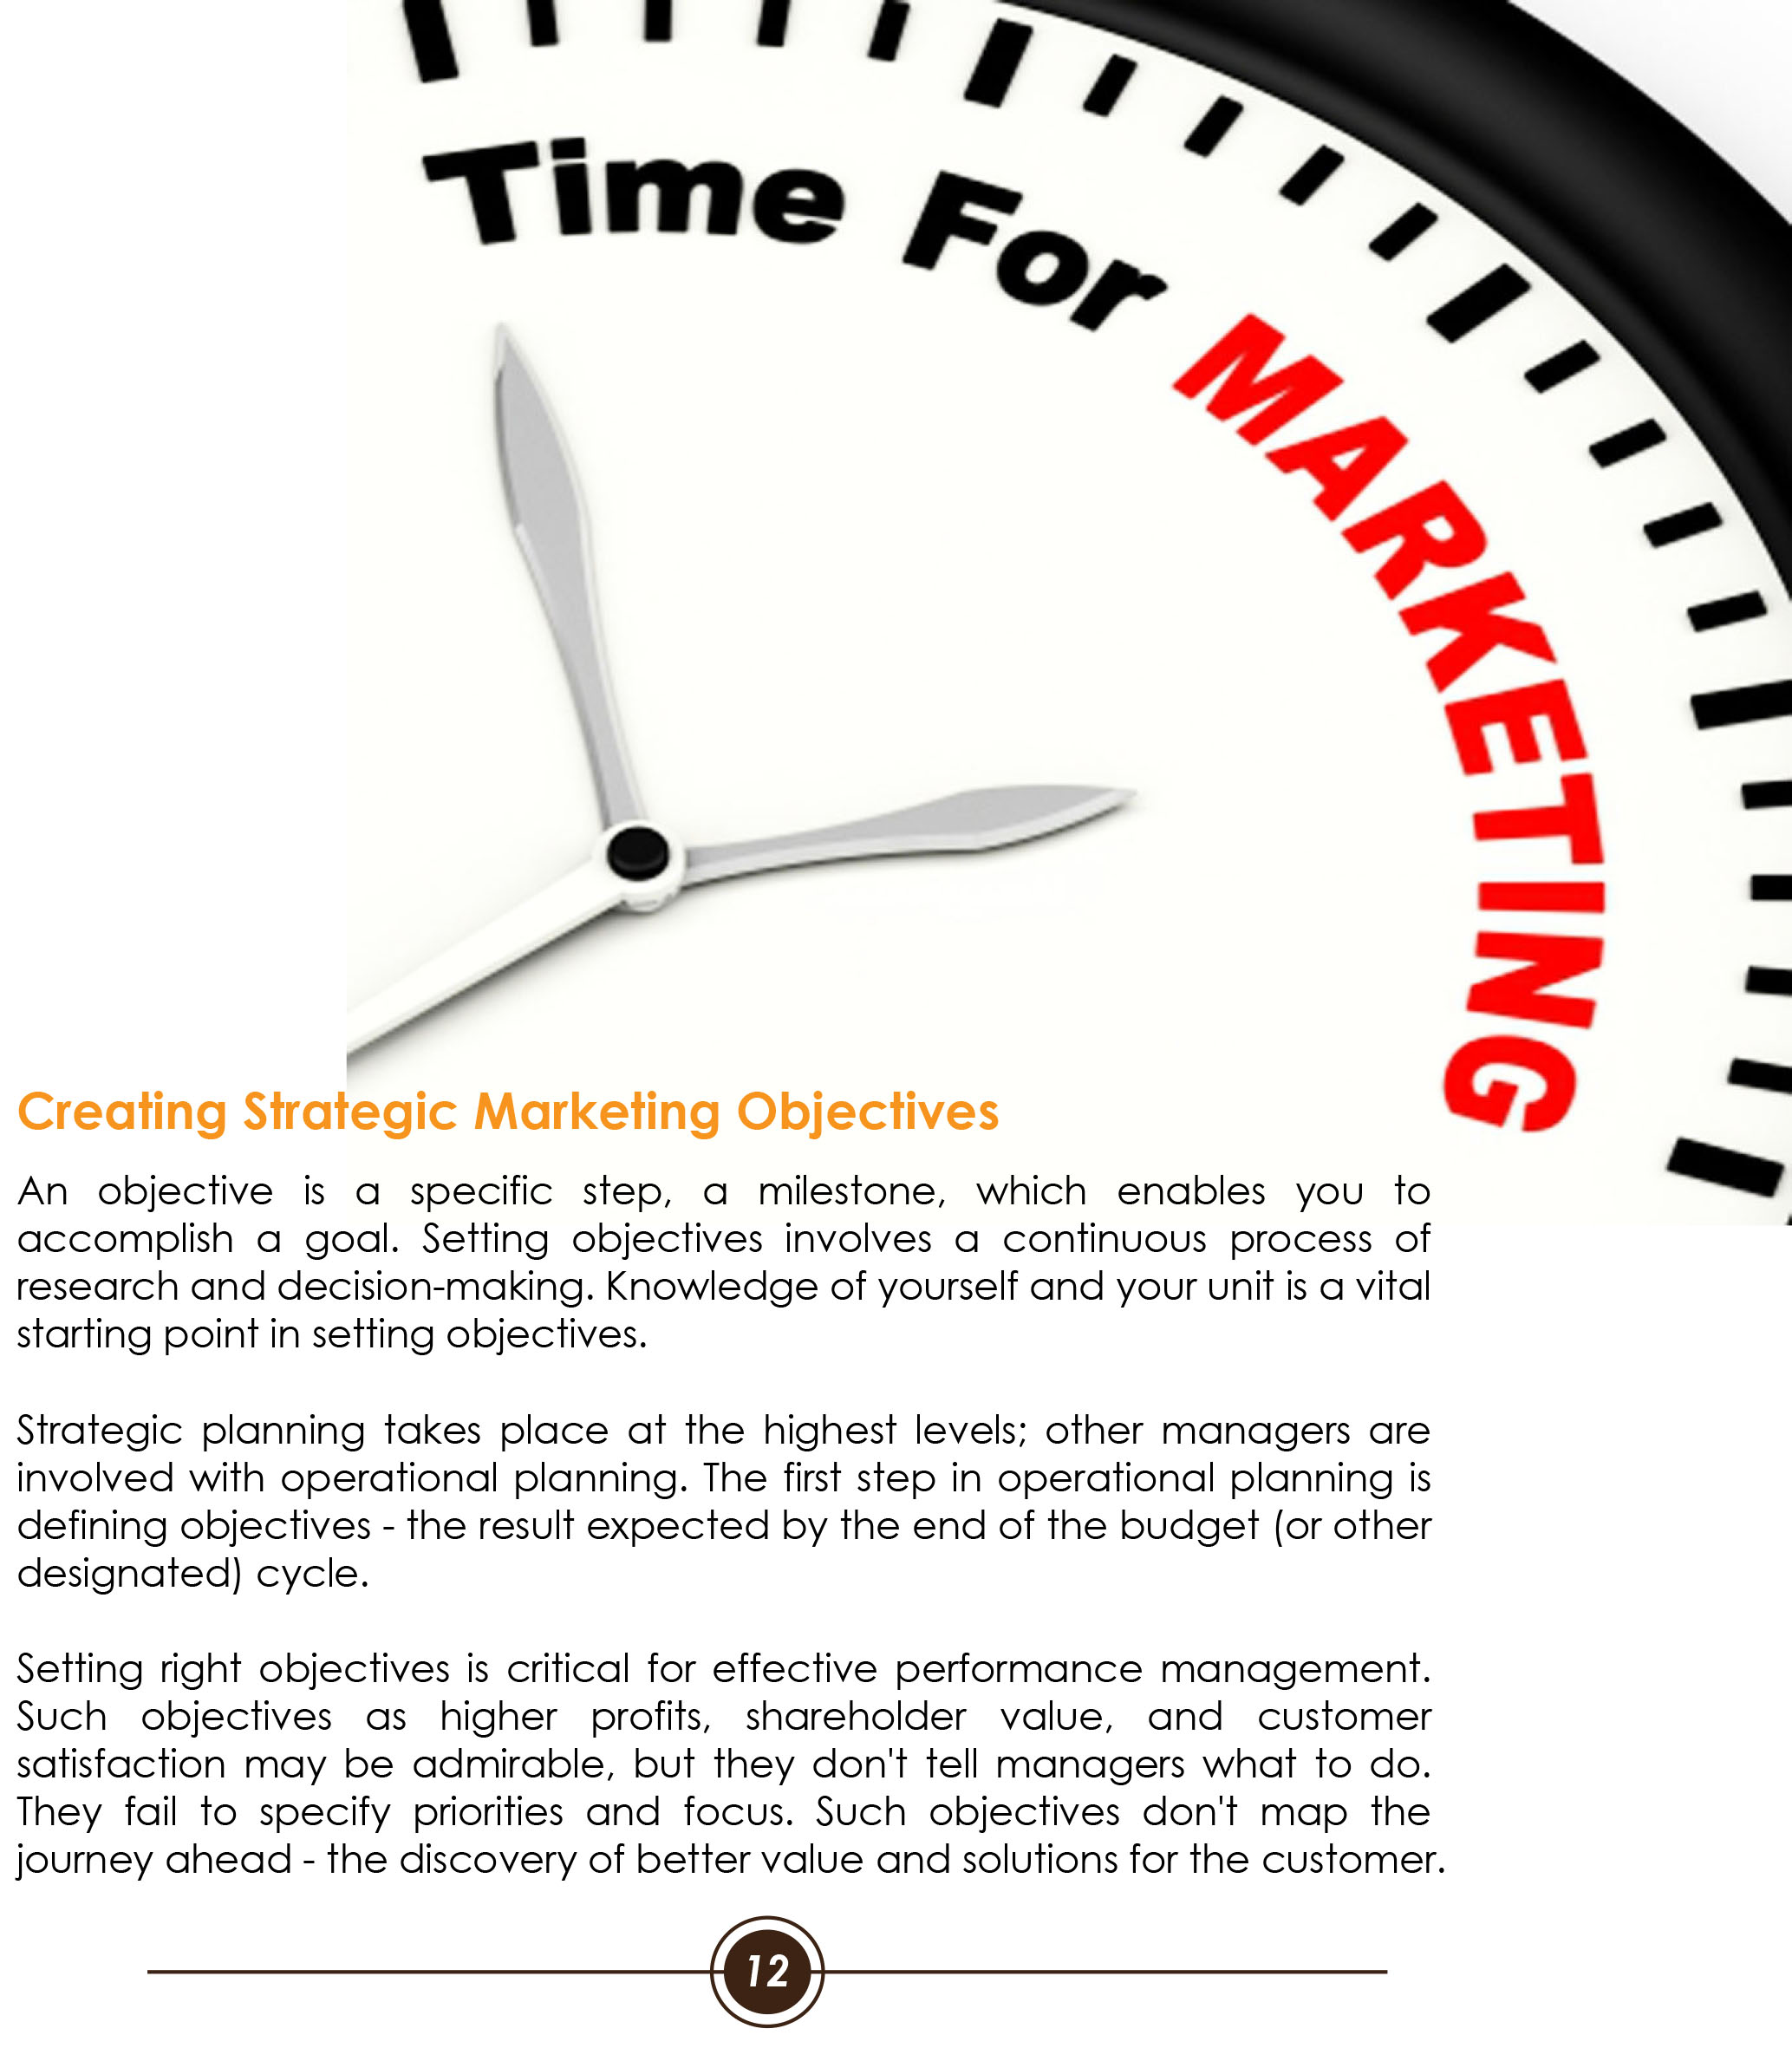 Time For MARKETING
Creating Strategic Marketing Objectives
An objective is a specific step, a milestone, which enables you to
accomplish a goal. Setting objectives involves a continuous process of
research and decision-making. Knowledge of yourself and your unit is a vital
starting point in setting objectives.
Strategic planning takes place at the highest levels; other managers are
involved with operational planning. The first step in operational planning is
defining objectives - the result expected by the end of the budget (or other
designated) cycle.
Setting right objectives is critical for effective performance management.
Such objectives as higher profits, shareholder value, and customer
satisfaction may be admirable, but they don't tell managers what to do.
They fail to specify priorities and focus. Such objectives don't map the
journey ahead - the discovery of better value and solutions for the customer.
12